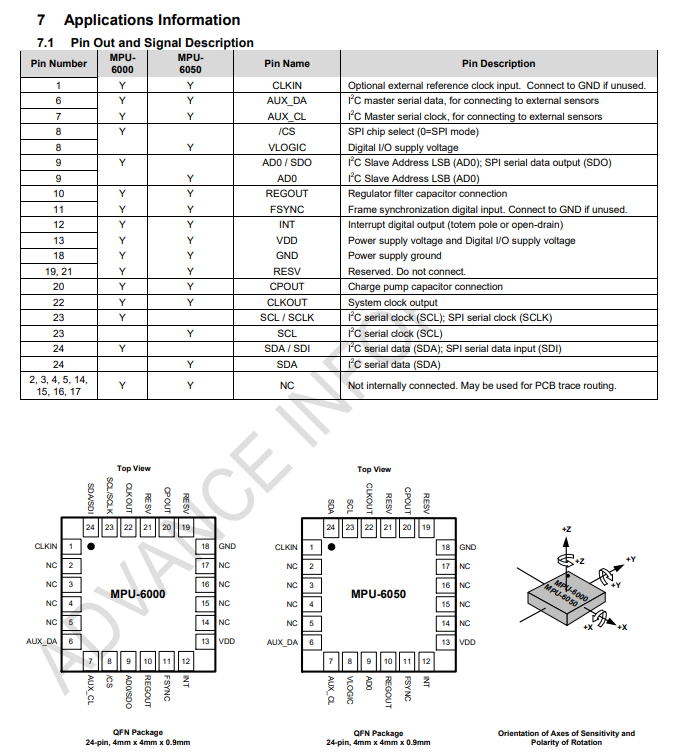 7 Applications Information
7.1 Pin Out and Signal Description
Pin Number MPU-6000 MPU-6050 Pin Name Pin Description
1 Y Y CLKIN Optional external reference clock input. Connect to GND if unused.
6 Y Y AUX_DA I2C master serial data, for connecting to external sensors
7 Y Y AUX_CL I2C Master serial clock, for connecting to external sensors
8 Y /CS SPI chip select (0=SPI mode)
8 Y VLOGIC Digital I/O supply voltage
9 Y AD0 / SDO I2C Slave Address LSB (AD0); SPI serial data output (SDO)
9 Y AD0 I2C Slave Address LSB (AD0)
10 Y Y REGOUT Regulator filter capacitor connection
11 Y Y FSYNC Frame synchronization digital input. Connect to GND if unused.
12 Y Y INT Interrupt digital output (totem pole or open-drain)
13 Y Y VDD Power supply voltage and Digital I/O supply voltage
18 Y Y GND Power supply ground
19, 21 Y Y RESV Reserved. Do not connect.
20 Y Y CPOUT Charge pump capacitor connection
22 Y Y CLKOUT System clock output
23 Y SCL / SCLK I2C serial clock (SCL); SPI serial clock (SCLK)
23 Y SCL I2C serial clock (SCL)
24 Y SDA / SDI I2C serial data (SDA); SPI serial data input (SDI)
24 Y SDA I2C serial data (SDA)
2, 3, 4, 5, 14, 15, 16, 17 Y Y NC Not internally connected. May be used for PCB trace routing.
ADVANCE INFO
Top View
SDA/SDI SCL/SCLK CLKOUT RESV CPOUT RESV
24 23 22 21 20 19
CLKIN 1 18 GND
NC 2 17 NC
NC 3 16 NC
MPU-6000
NC 4 15 NC
NC 5 14 NC
AUX_DA 6 13 VDD
7 8 9 10 11 12
AUX_CL /CS AD0/SDO REGOUT FSYNC INT
QFN Package
24-pin, 4mm x 4mm x 0.9mm
Top View
SDA SCL CLKOUT RESV CPOUT RESV
24 23 22 21 20 19
CLKIN 1 18 GND
NC 2 17 NC
NC 3 16 NC
MPU-6050
NC 4 15 NC
NC 5 14 NC
AUX_DA 6 13 VDD
7 8 9 10 11 12
AUX_CL VLOGIC AD0 REGOUT FSYNC INT
QFN Package
24-pin, 4mm x 4mm x 0.9mm
+Z
+Z
+Y
+Y
MPU-6000
MPU-6050
+X
+X
Orientation of Axes of Sensitivity and
Polarity of Rotation